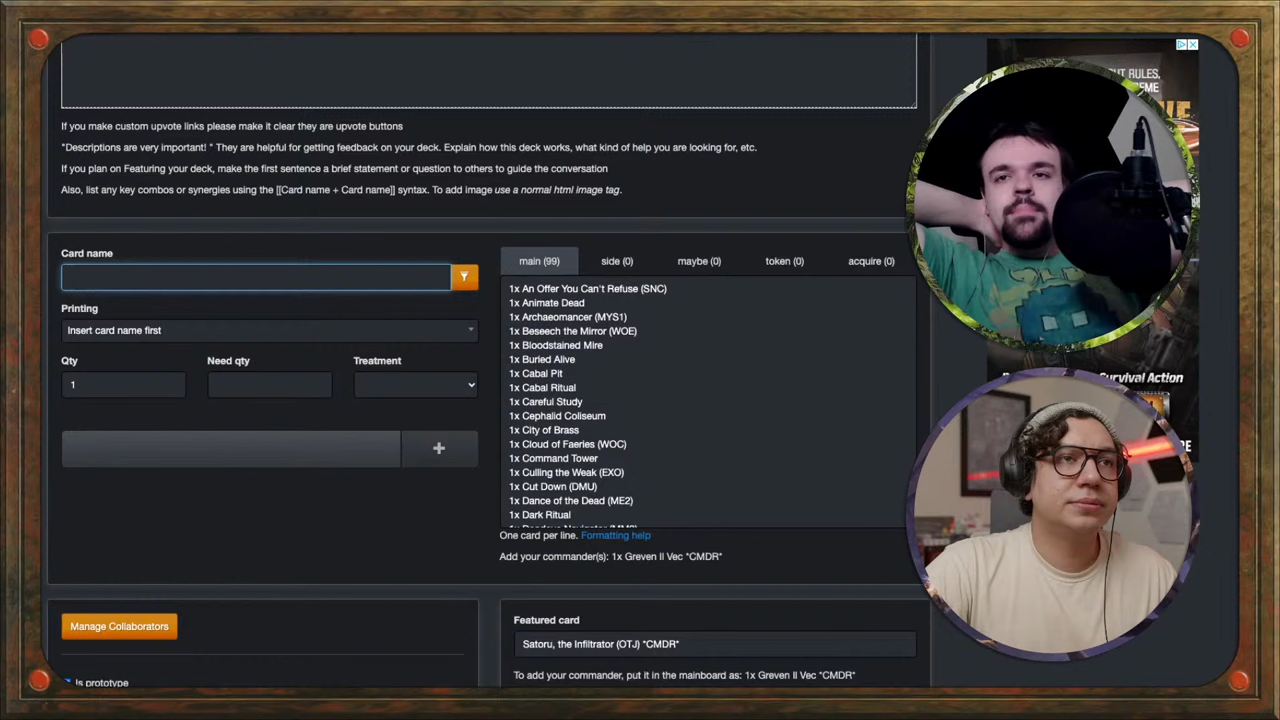 If you make custom upvote links please make it clear they are upvote buttons
"Descriptions are very important! " They are helpful for getting feedback on your deck. Explain how this deck works, what kind of help you are looking for, etc.
If you plan on Featuring your deck, make the first sentence a brief statement or question to others to guide the conversation
Also, list any key combos or synergies using the [[Card name + Card name]] syntax. To add image use a normal html image tag.
Card name
Printing
Insert card name first
Qty
Need qty
Treatment
1
main (99)
side (0)
maybe (0)
token (0)
acquire (0)
1x An Offer You Can't Refuse (SNC)
1x Animate Dead
1x Archaeomancer (MYS1)
1x Beseech the Mirror (WOE)
1x Bloodstained Mire
1x Buried Alive
1x Cabal Pit
1x Cabal Ritual
1x Careful Study
1x Cephalid Coliseum
1x City of Brass
1x Cloud of Faeries (WOC)
1x Command Tower
1x Culling the Weak (EXO)
1x Cut Down (DMU)
1x Dance of the Dead (ME2)
1x Dark Ritual
One card per line. Formatting help
Add your commander(s): 1x Greven Il Vec *CMDR*
Manage Collaborators
Is prototype
Featured card
Satoru, the Infiltrator (OTJ) *CMDR*
To add your commander, put it in the mainboard as: 1x Greven Il Vec *CMDR*
RULES,
Survival Action